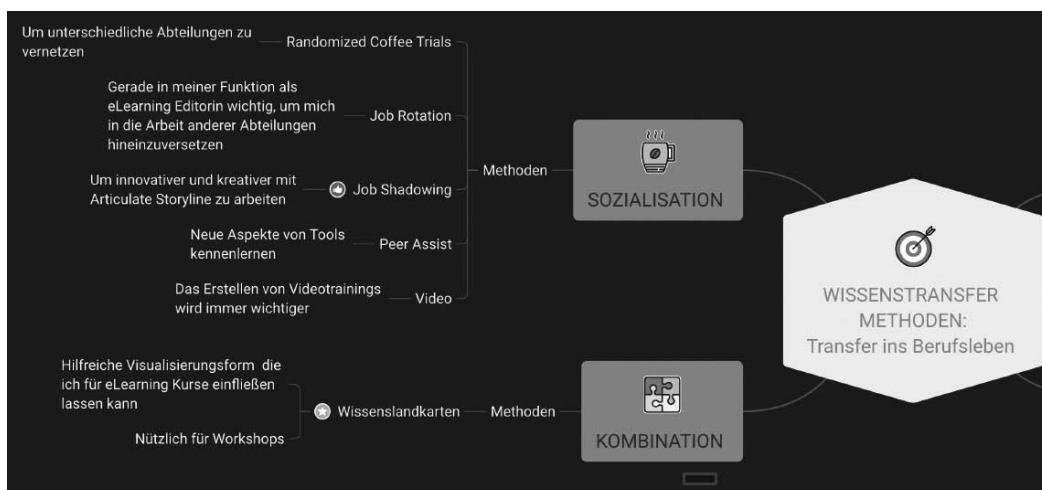 Um unterschiedliche Abteilungen zu
vernetzen
Randomized Coffee Trials
Gerade in meiner Funktion als
eLearning Editorin wichtig, um mich
in die Arbeit anderer Abteilungen
hineinzuversetzen
Job Rotation
Um innovativer und kreativer mit
Articulate Storyline zu arbeiten
Job Shadowing
Neue Aspekte von Tools
kennenlernen
Peer Assist
Das Erstellen von Videotrainings
wird immer wichtiger
Video
Methoden
SOZIALISATION
Hilfreiche Visualisierungsform die
ich für eLearning Kurse einfließen
lassen kann
Nützlich für Workshops
Wissenslandkarten
Methoden
KOMBINATION
WISSENSTRANSFER
METHODEN:
Transfer ins Berufsleben